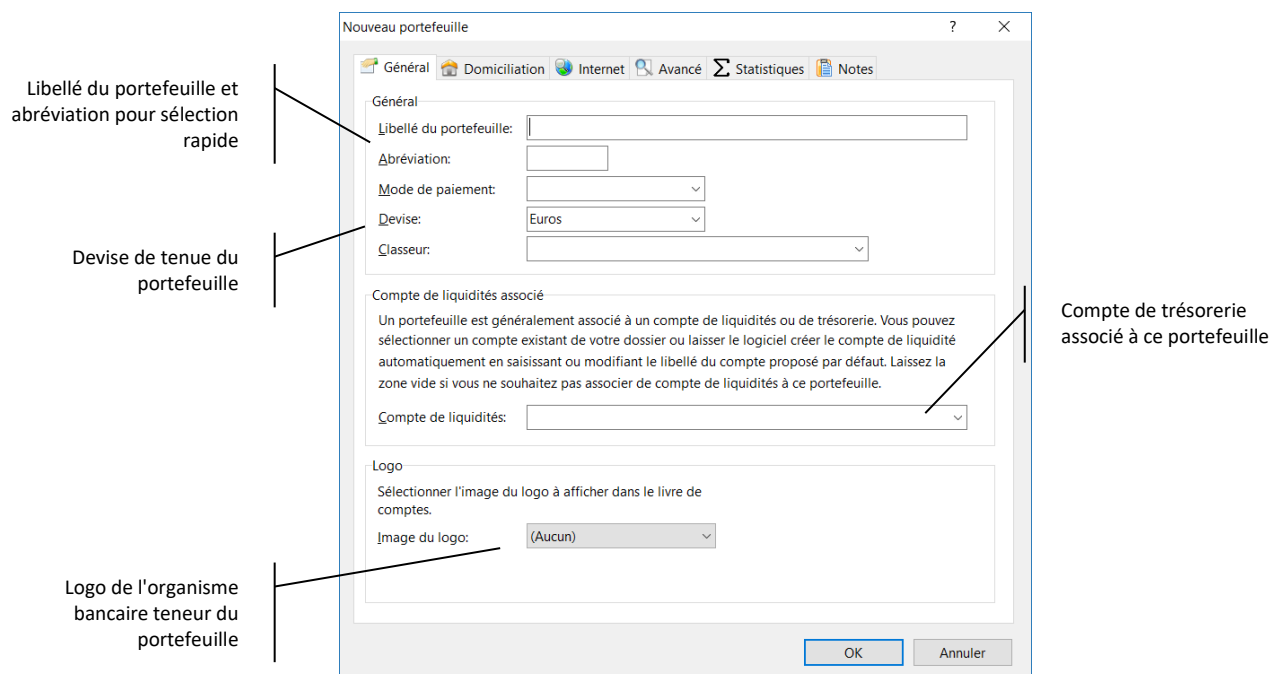 Nouveau portefeuille ?
Général Domiciliation Internet Avancé Statistiques Notes
Libellé du portefeuille et
abréviation pour sélection
rapide
Général
Libellé du portefeuille:
Abréviation:
Mode de paiement:
Devise: Euros
Classeur:
Devise de tenue du
portefeuille
Compte de liquidités associé
Un portefeuille est généralement associé à un compte de liquidités ou de trésorerie. Vous pouvez
sélectionner un compte existant de votre dossier ou laisser le logiciel créer le compte de liquidité
automatiquement en saisissant ou modifiant le libellé du compte proposé par défaut. Laissez la
zone vide si vous ne souhaitez pas associer de compte de liquidités à ce portefeuille.
Compte de liquidités:
Compte de trésorerie
associé à ce portefeuille
Logo
Sélectionner l'image du logo à afficher dans le livre de
comptes.
Image du logo: (Aucun)
Logo de l'organisme
bancaire teneur du
portefeuille
OK Annuler